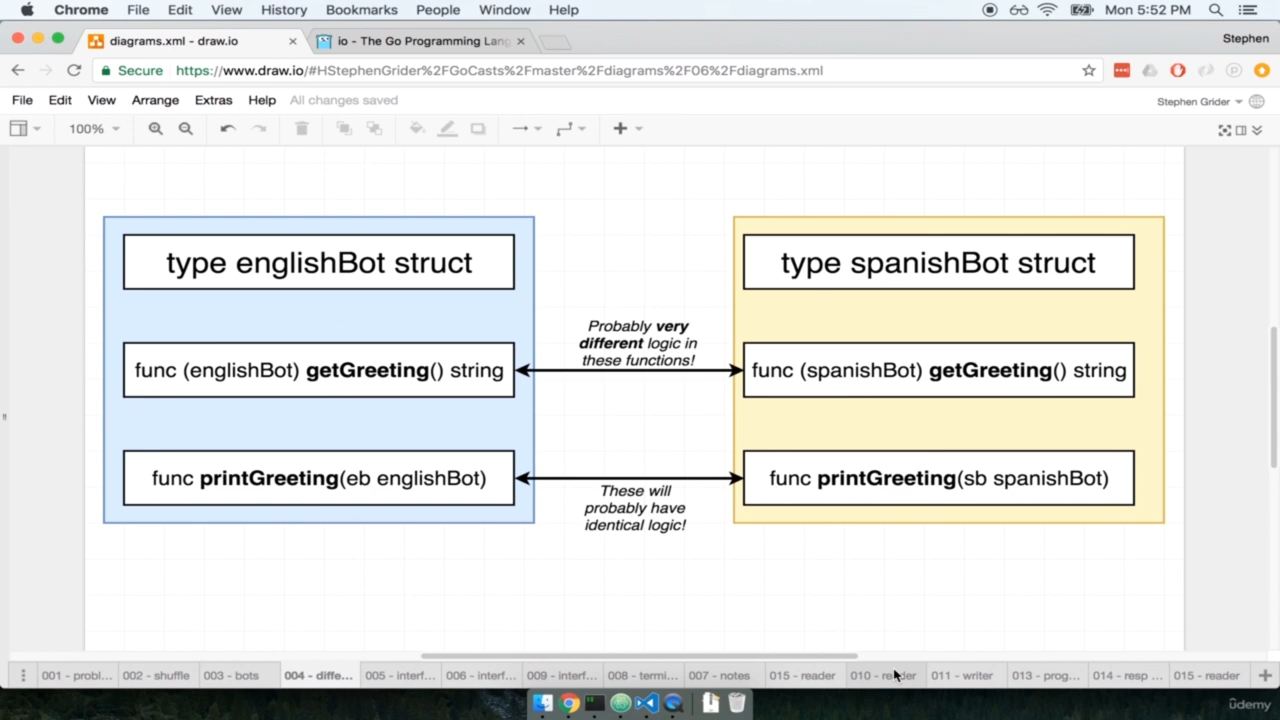 Chrome File Edit View History Bookmarks People Window Help Mon 5:52 PM
diagrams.xml - draw.io io - The Go Programming Lang Stephen
Secure https://www.draw.io/#HStephenGrider%2FGoCasts%2Fmaster%2Fdiagrams%2F06%2Fdiagrams.xml
File Edit View Arrange Extras Help All changes saved Stephen Grider
100%
type englishBot struct
type spanishBot struct
Probably very
different logic in
these functions!
func (englishBot) getGreeting() string
func (spanishBot) getGreeting() string
func printGreeting(eb englishBot)
func printGreeting(sb spanishBot)
These will
probably have
identical logic!
001 - probl... 002 - shuffle 003 - bots 004 - diffe... 005 - interf... 006 - interf... 009 - interf... 008 - termi... 007 - notes 015 - reader 010 - reader 011 - writer 013 - prog... 014 - resp ... 015 - reader
ûdemy